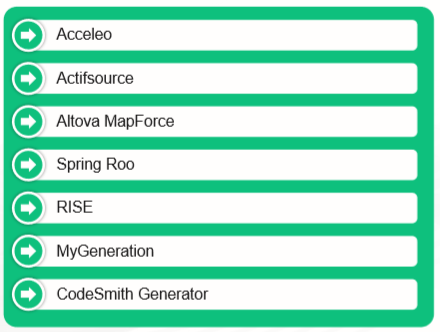 Acceleo
Actifsource
Altova MapForce
Spring Roo
RISE
MyGeneration
CodeSmith Generator